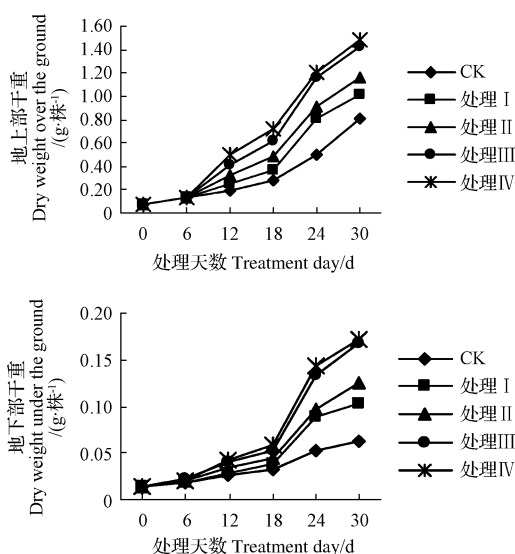 地上部干重
Dry weight over the ground
/(g·株-1)
1.60
1.40
1.20
1.00
0.80
0.60
0.40
0.20
0
0 6 12 18 24 30
处理天数 Treatment day/d
CK
处理Ⅰ
处理Ⅱ
处理III
处理Ⅳ
地下部干重
Dry weight under the ground
/(g·株-1)
0.20
0.15
0.10
0.05
0
0 6 12 18 24 30
处理天数 Treatment day/d
CK
处理Ⅰ
处理Ⅱ
处理III
处理Ⅳ